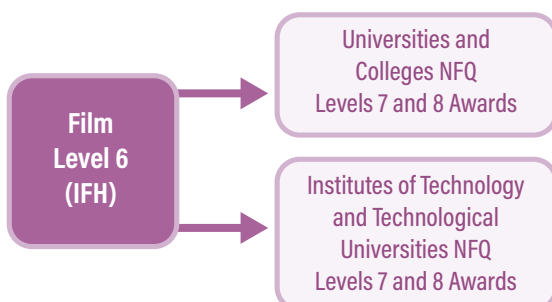 Film
Level 6
(IFH)
Universities and
Colleges NFQ
Levels 7 and 8 Awards
Institutes of Technology
and Technological
Universities NFQ
Levels 7 and 8 Awards